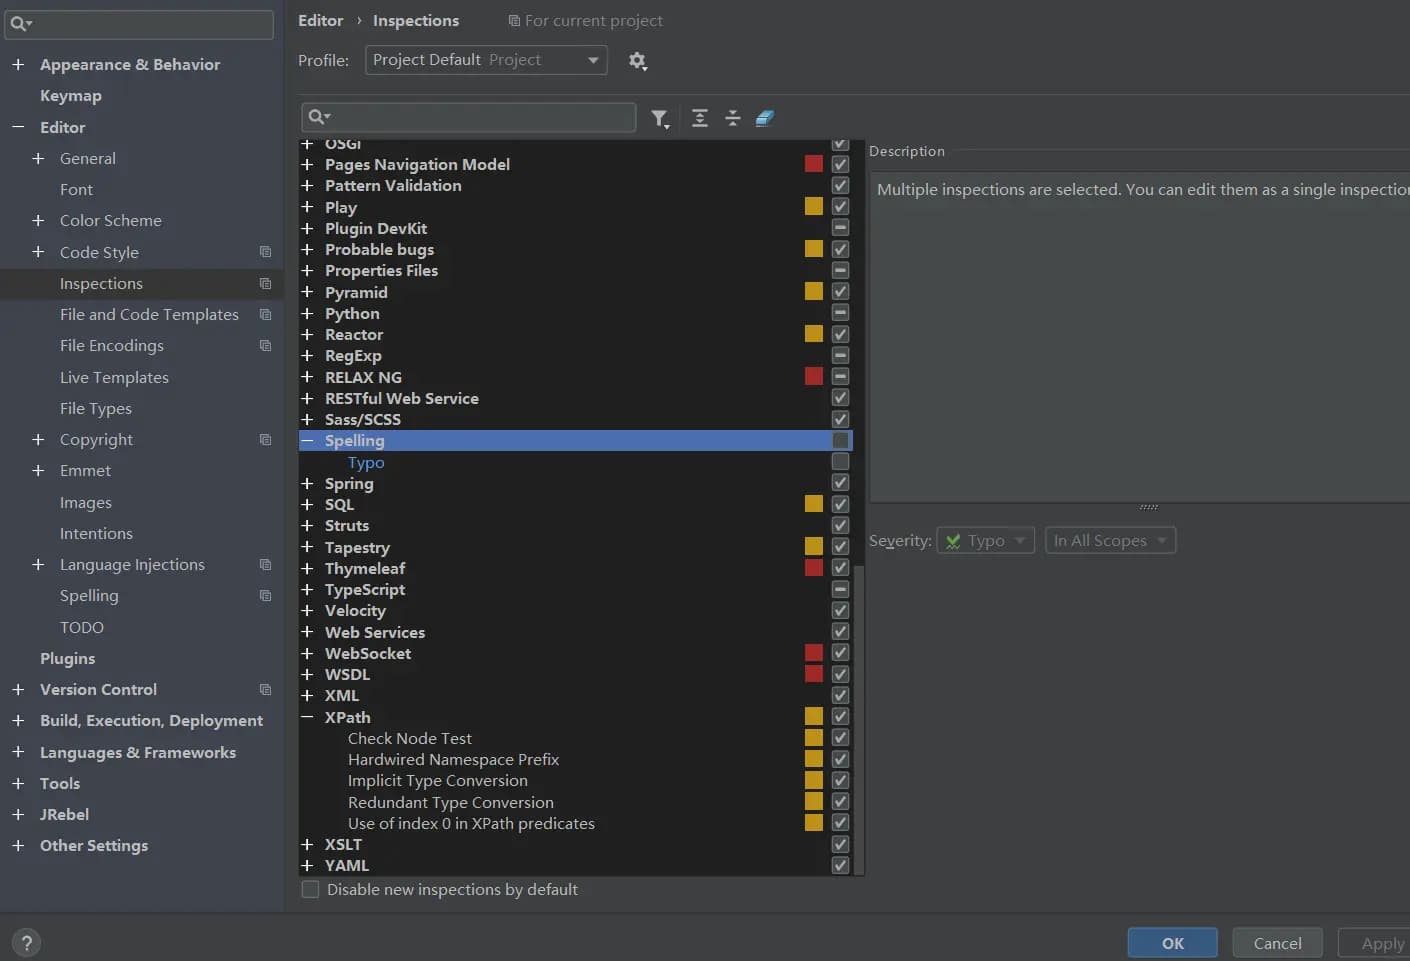 Appearance & Behavior
Keymap
Editor
General
Font
Color Scheme
Code Style
Inspections
File and Code Templates
File Encodings
Live Templates
File Types
Copyright
Emmet
Images
Intentions
Language Injections
Spelling
TODO
Plugins
Version Control
Build, Execution, Deployment
Languages & Frameworks
Tools
JRebel
Other Settings
?
Editor › Inspections For current project
Profile: Project Default Project
OSGi
Pages Navigation Model
Pattern Validation
Play
Plugin DevKit
Probable bugs
Properties Files
Pyramid
Python
Reactor
RegExp
RELAX NG
RESTful Web Service
Sass/SCSS
Spelling
Typo
Spring
SQL
Struts
Tapestry
Thymeleaf
TypeScript
Velocity
Web Services
WebSocket
WSDL
XML
XPath
Check Node Test
Hardwired Namespace Prefix
Implicit Type Conversion
Redundant Type Conversion
Use of index 0 in XPath predicates
XSLT
YAML
Disable new inspections by default
Description
Multiple inspections are selected. You can edit them as a single inspection
Severity: Typo In All Scopes
OK Cancel Apply